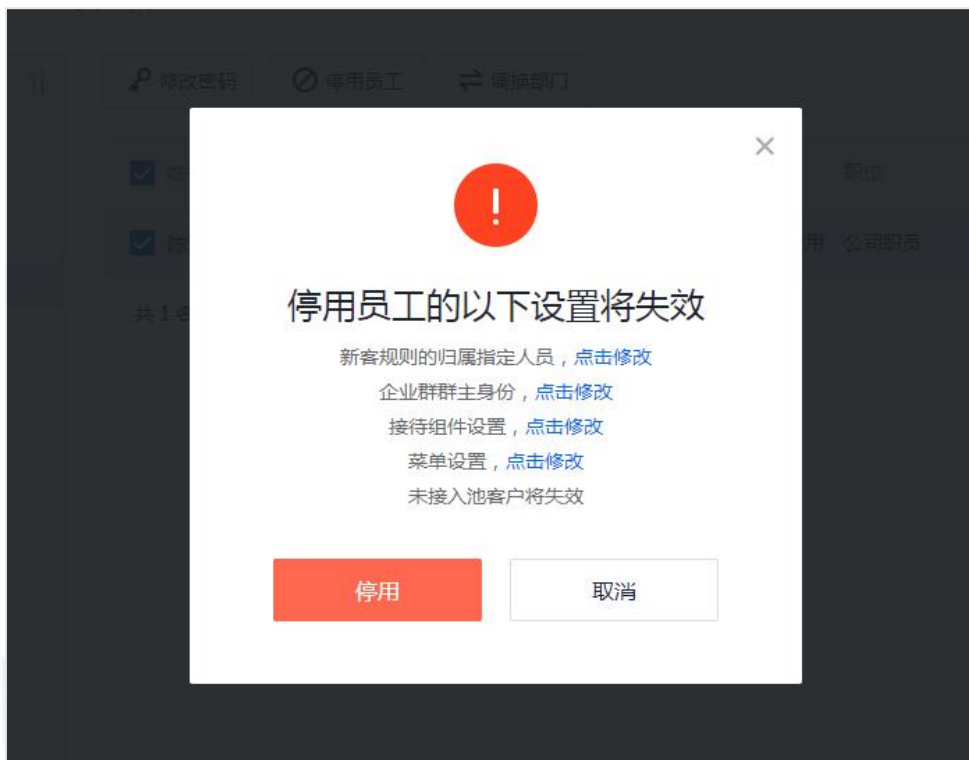 修改密码 停用员工 调换部门
职位
用 公司职员
共1名
停用员工的以下设置将失效
新客规则的归属指定人员，点击修改
企业群群主身份，点击修改
接待组件设置，点击修改
菜单设置，点击修改
未接入池客户将失效
停用 取消